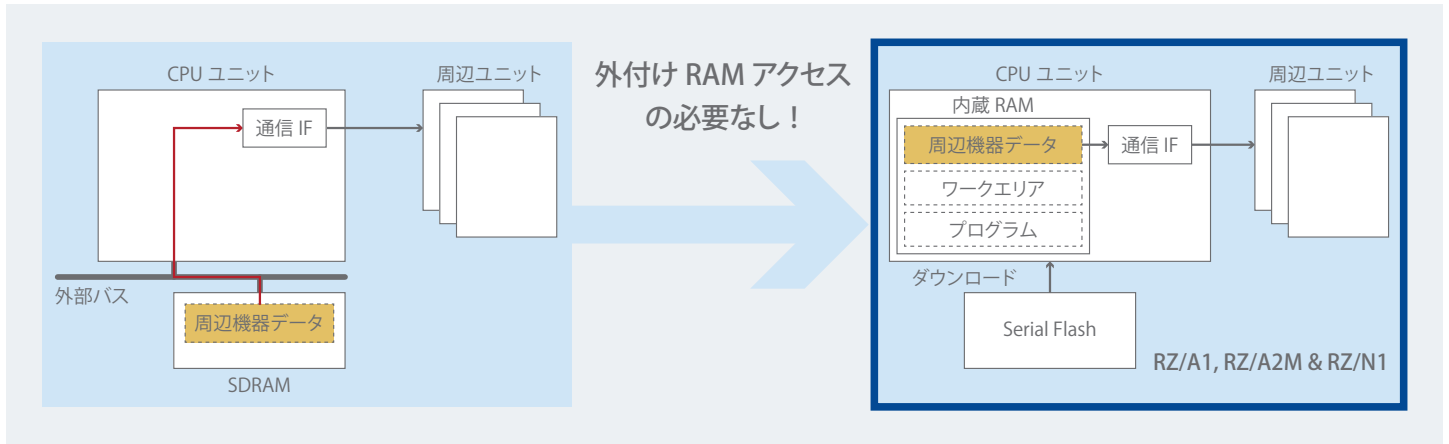 CPU ユニット
周辺ユニット
通信 IF
外部バス
周辺機器データ
SDRAM
外付け RAM アクセス
の必要なし！
CPU ユニット
周辺ユニット
内蔵 RAM
周辺機器データ
通信 IF
ワークエリア
プログラム
ダウンロード
Serial Flash
RZ/A1, RZ/A2M & RZ/N1